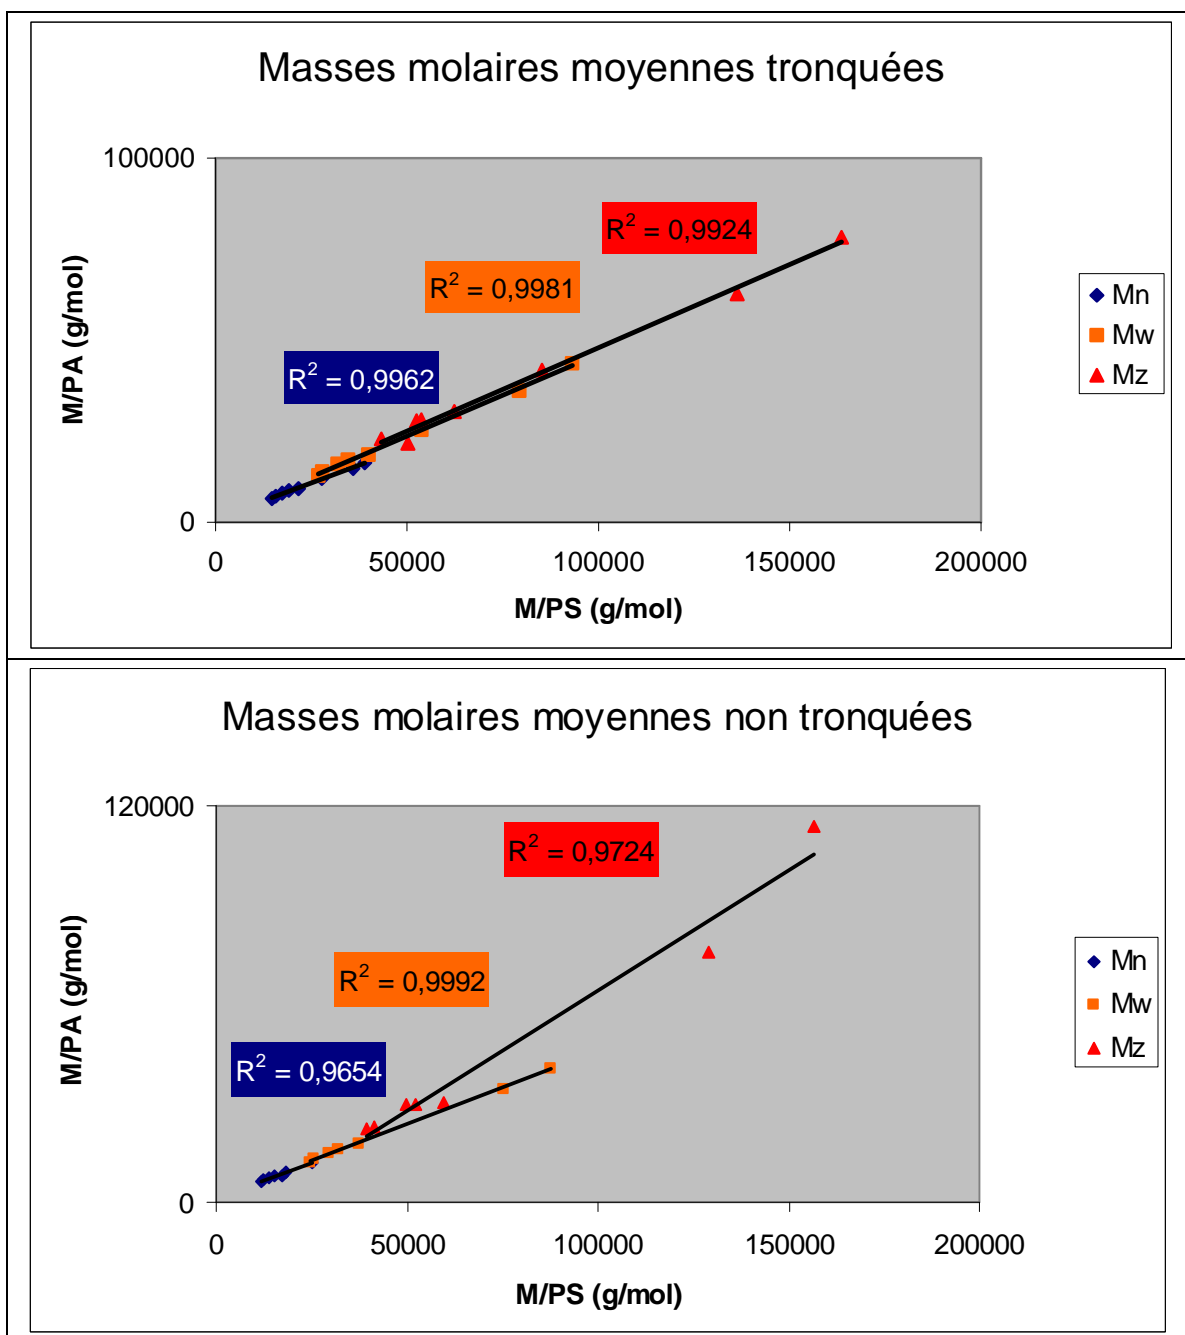 Masses molaires moyennes tronquées
100000
R² = 0,9924
R² = 0,9981
R² = 0,9962
M/PA (g/mol)
Mn
Mw
Mz
0
0 50000 100000 150000 200000
M/PS (g/mol)
Masses molaires moyennes non tronquées
120000
R² = 0,9724
R² = 0,9992
R² = 0,9654
M/PA (g/mol)
Mn
Mw
Mz
0
0 50000 100000 150000 200000
M/PS (g/mol)